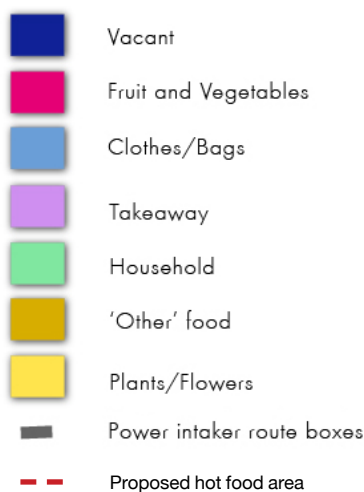 Vacant
Fruit and Vegetables
Clothes/Bags
Takeaway
Household
‘Other’ food
Plants/Flowers
Power intaker route boxes
Proposed hot food area